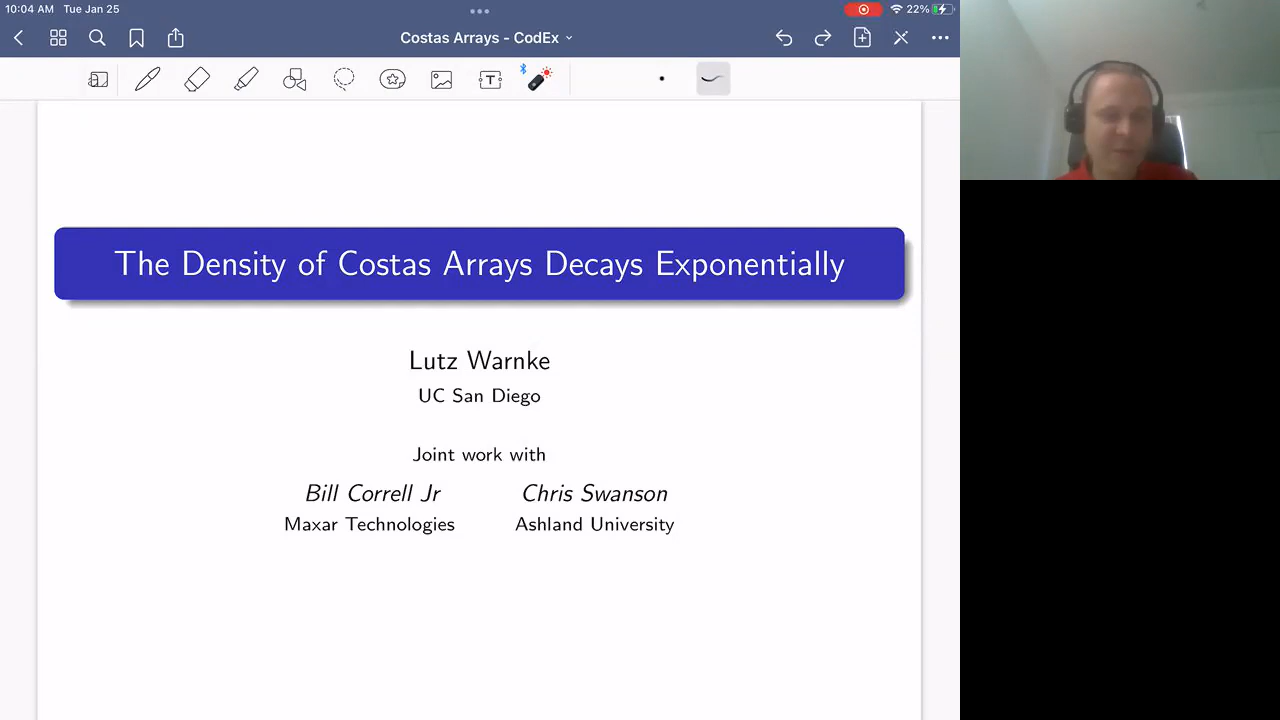 10:04 AM Tue Jan 25
22%
Costas Arrays - CodEx
T
The Density of Costas Arrays Decays Exponentially
Lutz Warnke
UC San Diego
Joint work with
Bill Correll Jr Chris Swanson
Maxar Technologies Ashland University